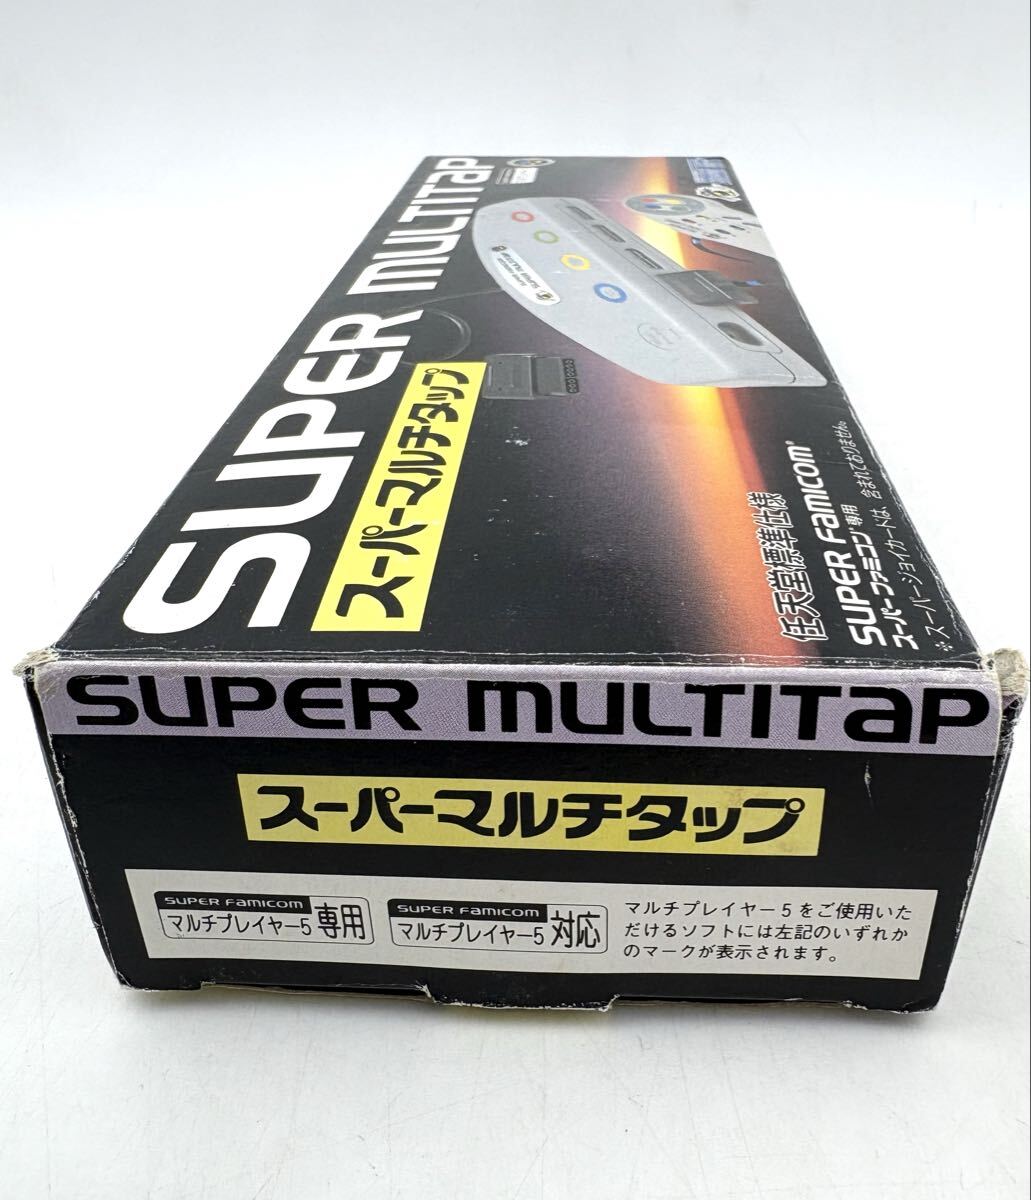 SUPER MULTITAP
スーパーマルチタップ
任天堂標準仕様
SUPER FAMICOM®
スーパーファミコン®専用
※スーパージョイカードは、含まれておりません。
SUPER MULTITAP
スーパーマルチタップ
SUPER FAMICOM
マルチプレイヤー5 専用
SUPER FAMICOM
マルチプレイヤー5 対応
マルチプレイヤー5をご使用いた
だけるソフトには左記のいずれか
のマークが表示されます。